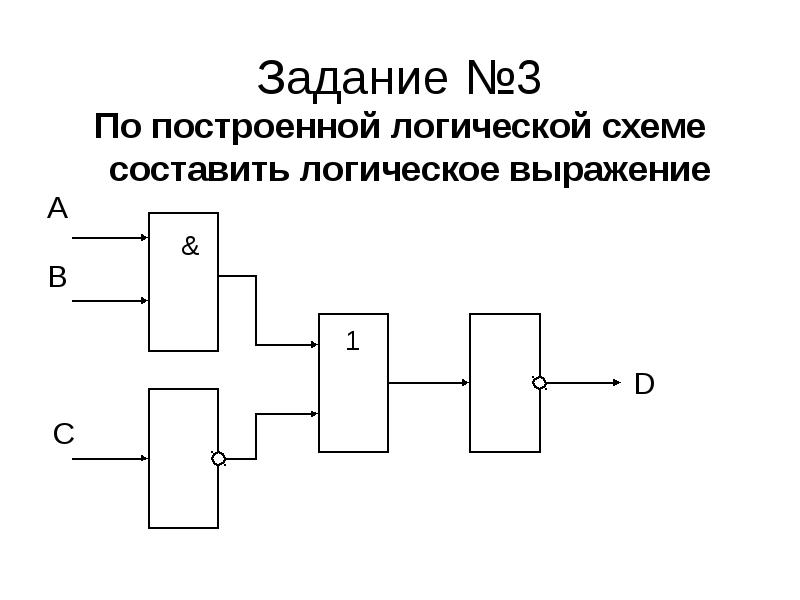 Задание №3
По построенной логической схеме
составить логическое выражение
A
&
B
1
D
C